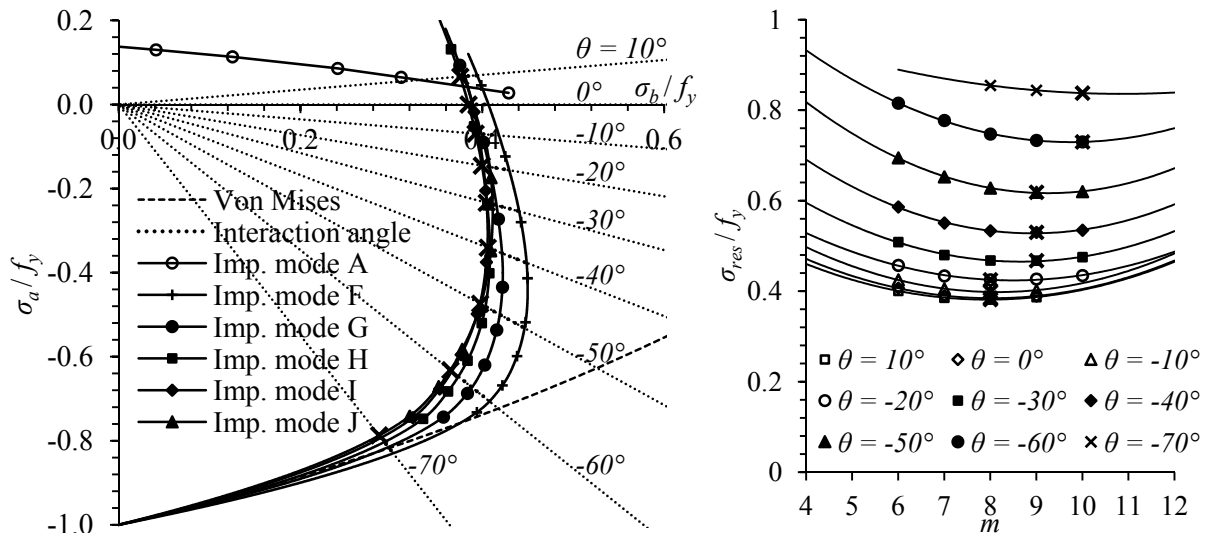 0.2
0.0
-0.2
-0.4
-0.6
-0.8
-1.0
σa/fy
0.0
0.2
0.4
0.6
σb/fy
θ = 10°
0°
-10°
-20°
-30°
-40°
-50°
-60°
-70°
Von Mises
Interaction angle
Imp. mode A
Imp. mode F
Imp. mode G
Imp. mode H
Imp. mode I
Imp. mode J
1
0.8
0.6
0.4
0.2
0
σres/fy
θ = 10° θ = 0° θ = -10°
θ = -20° θ = -30° θ = -40°
θ = -50° θ = -60° θ = -70°
4 5 6 7 8 9 10 11 12
m